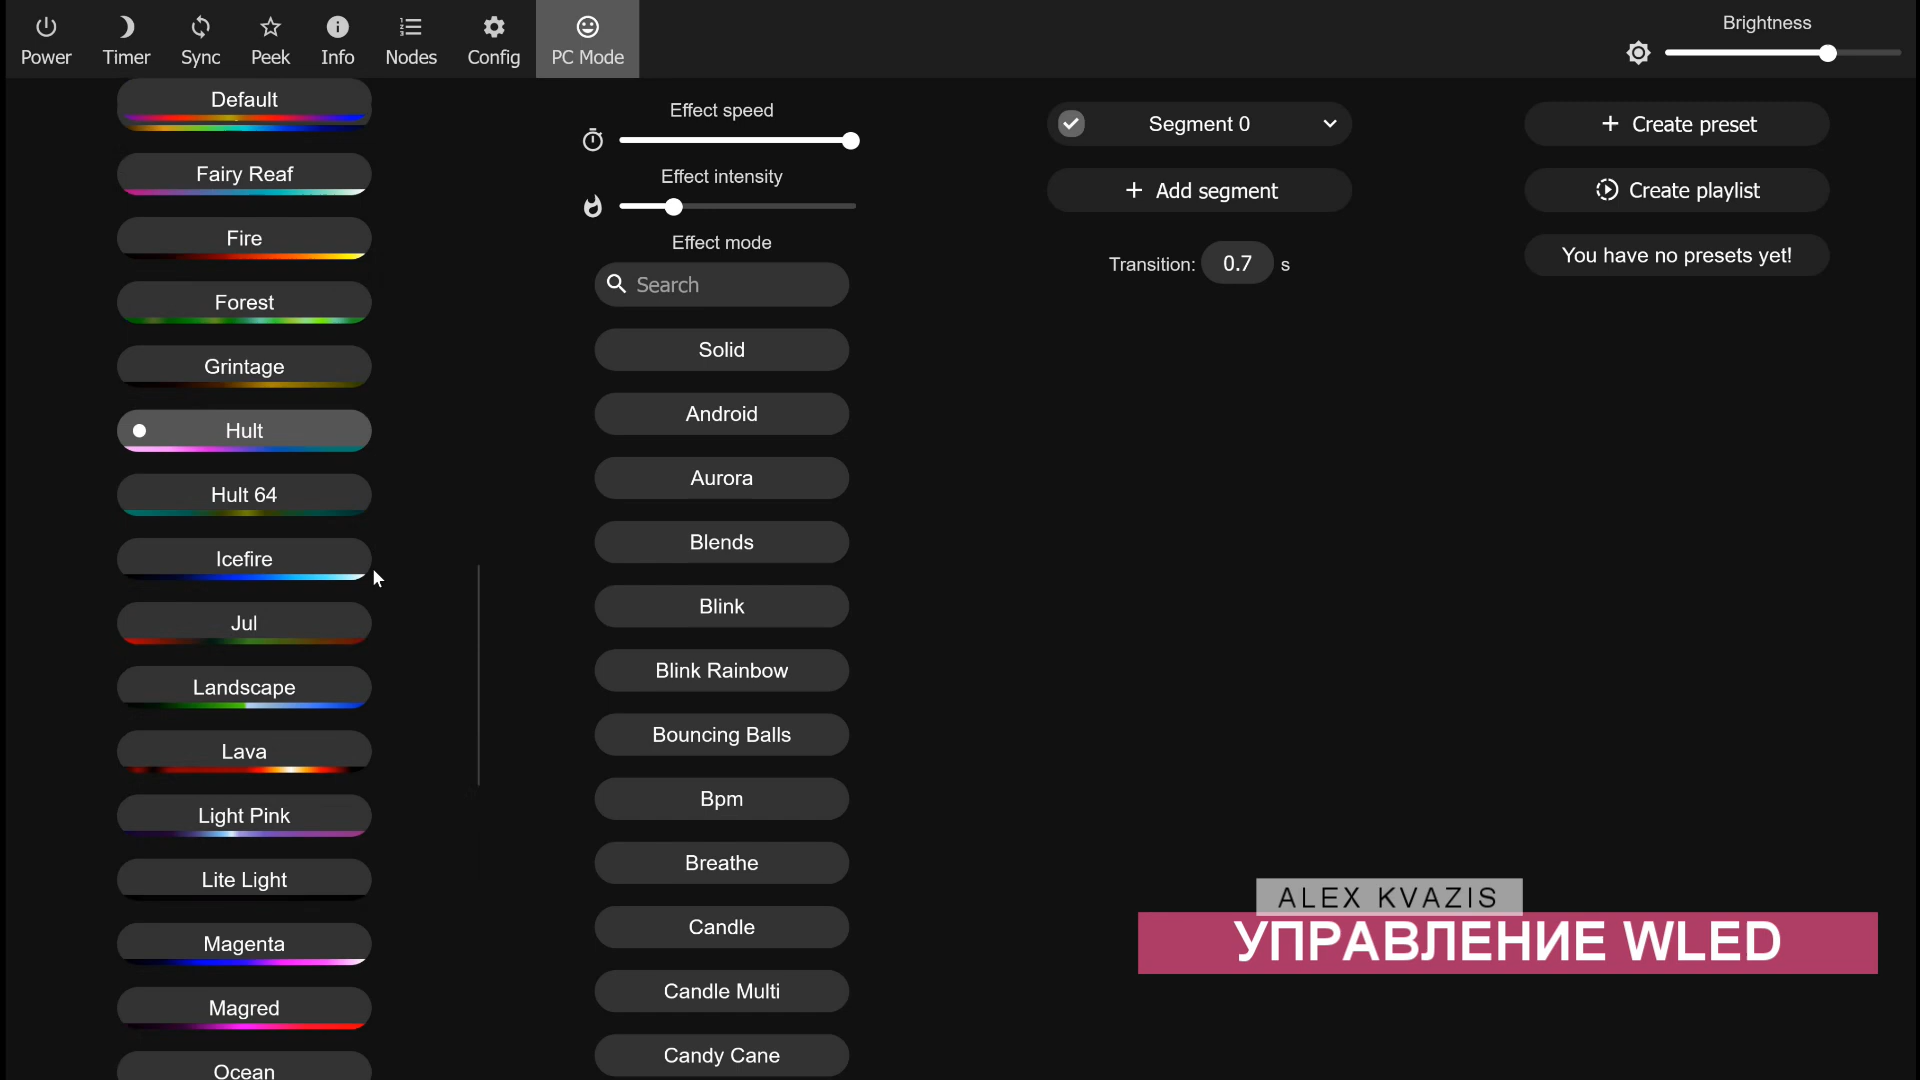 Power
Timer
Sync
Peek
Info
Nodes
Config
PC Mode
Brightness
Default
Fairy Reaf
Fire
Forest
Grintage
Hult
Hult 64
Icefire
Jul
Landscape
Lava
Light Pink
Lite Light
Magenta
Magred
Ocean
Effect speed
Effect intensity
Effect mode
Search
Solid
Android
Aurora
Blends
Blink
Blink Rainbow
Bouncing Balls
Bpm
Breathe
Candle
Candle Multi
Candy Cane
Segment 0
+ Add segment
Transition: 0.7 s
+ Create preset
Create playlist
You have no presets yet!
ALEX KVAZIS
УПРАВЛЕНИЕ WLED